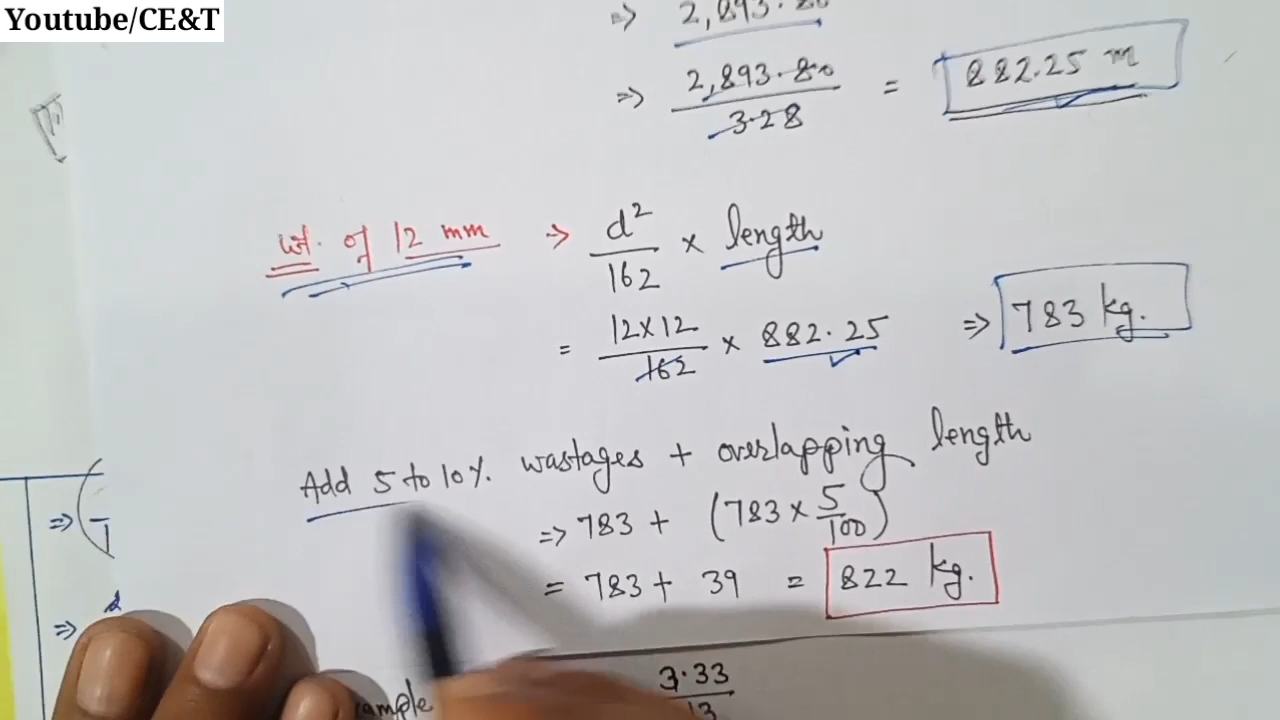 Youtube/CE&T
=> 2,893.80
=> 2,893.80 / 3.28 = 882.25 m
wt. of 12 mm -> d² / 162 × length
= 12×12 / 162 × 882.25 => 783 kg.
Add 5 to 10%. wastages + overlapping length
=> 783 + (783 × 5/100)
= 783 + 39 = 822 kg.
=>
=> d
3.33
13